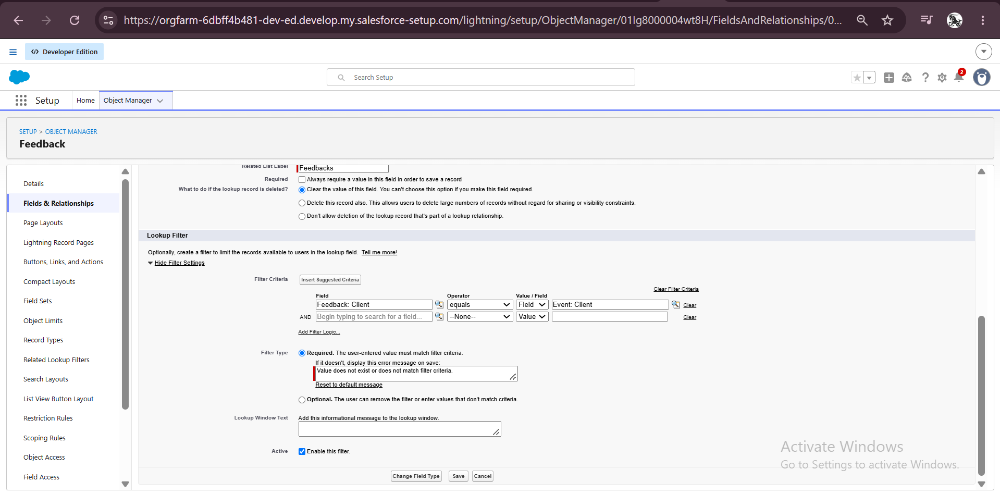 https://orgfarm-6dbff4b481-dev-ed.develop.my.salesforce-setup.com/lightning/setup/ObjectManager/01Ig8000004wt8H/FieldsAndRelationships/0...
Developer Edition
Search Setup
2
Setup
Home
Object Manager
SETUP > OBJECT MANAGER
Feedback
Details
Fields & Relationships
Page Layouts
Lightning Record Pages
Buttons, Links, and Actions
Compact Layouts
Field Sets
Object Limits
Record Types
Related Lookup Filters
Search Layouts
List View Button Layout
Restriction Rules
Scoping Rules
Object Access
Field Access
Related List Label Feedbacks
Required Always require a value in this field in order to save a record
What to do if the lookup record is deleted? Clear the value of this field. You can't choose this option if you make this field required.
Delete this record also. This allows users to delete large numbers of records without regard for sharing or visibility constraints.
Don't allow deletion of the lookup record that's part of a lookup relationship.
Lookup Filter
Optionally, create a filter to limit the records available to users in the lookup field. Tell me more!
Hide Filter Settings
Filter Criteria Insert Suggested Criteria
Clear Filter Criteria
Field Operator Value / Field
Feedback: Client equals Field Event: Client Clear
AND Begin typing to search for a field... --None-- Value Clear
Add Filter Logic...
Filter Type Required. The user-entered value must match filter criteria.
If it doesn't, display this error message on save:
Value does not exist or does not match filter criteria.
Reset to default message
Optional. The user can remove the filter or enter values that don't match criteria.
Lookup Window Text Add this informational message to the lookup window.
Active Enable this filter.
Change Field Type Save Cancel
Activate Windows
Go to Settings to activate Windows.